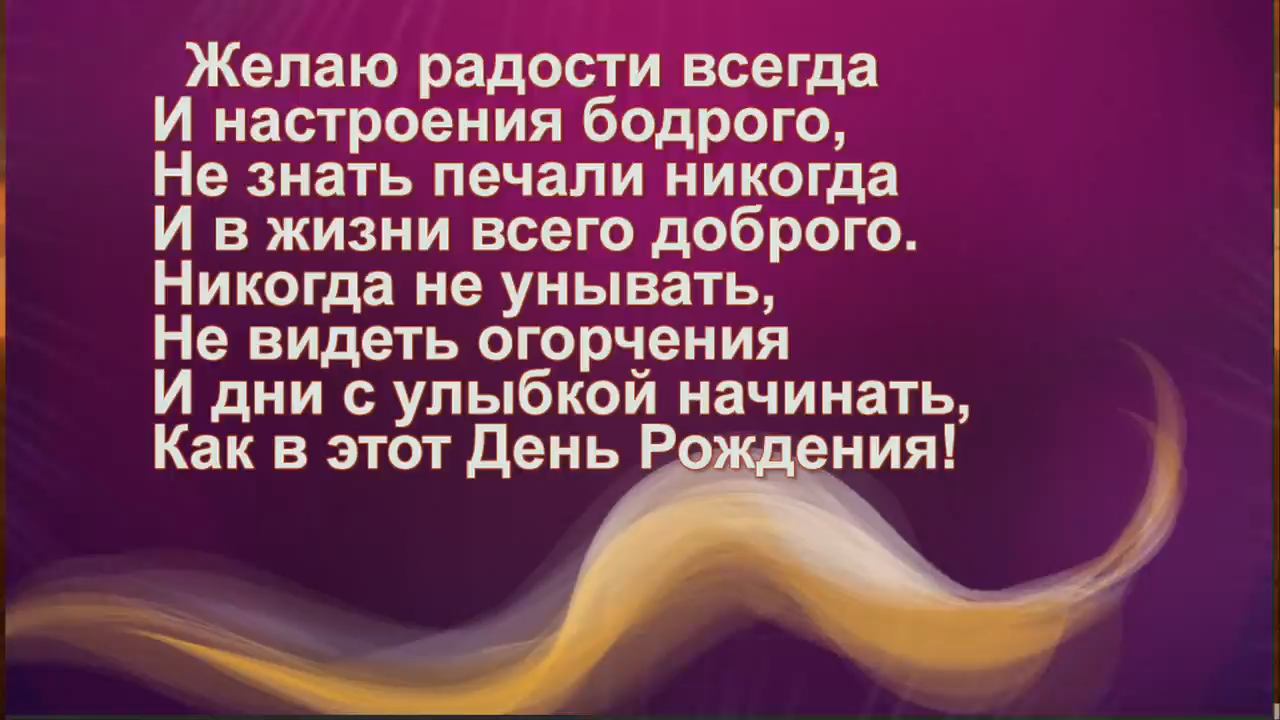 Желаю радости всегда
И настроения бодрого,
Не знать печали никогда
И в жизни всего доброго.
Никогда не унывать,
Не видеть огорчения
И дни с улыбкой начинать,
Как в этот День Рождения!